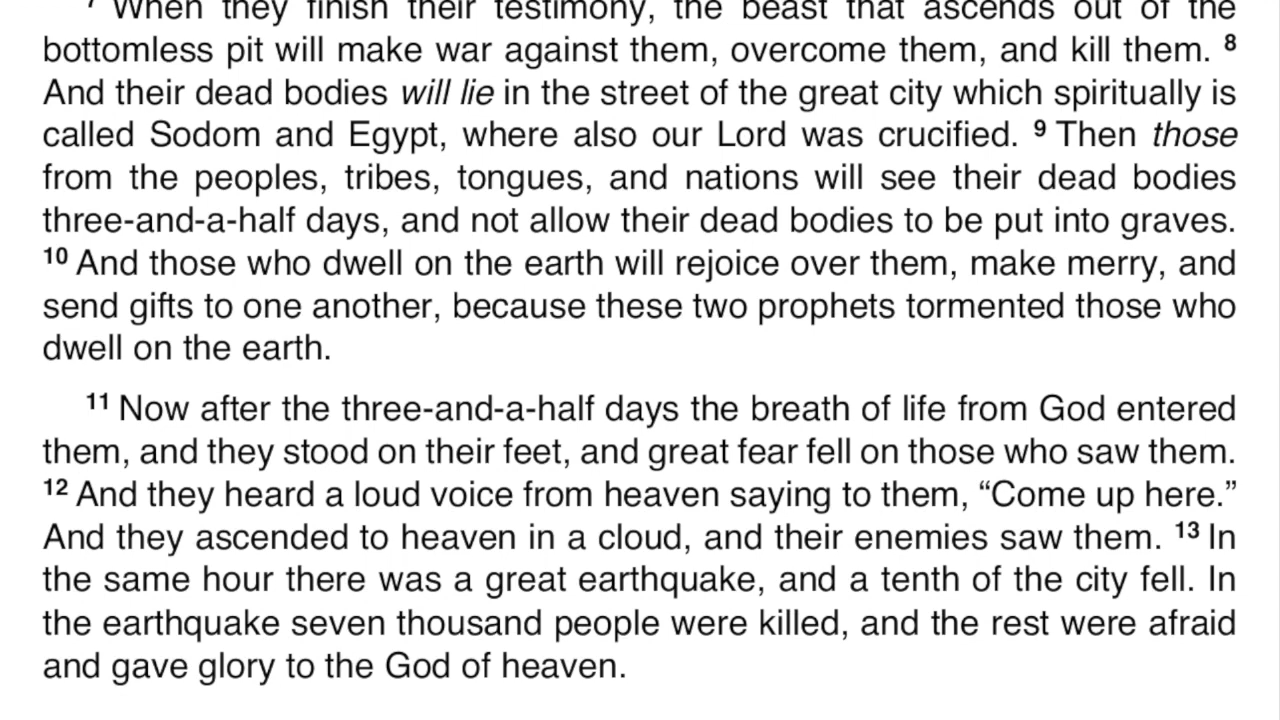 7 When they finish their testimony, the beast that ascends out of the
bottomless pit will make war against them, overcome them, and kill them. 8
And their dead bodies will lie in the street of the great city which spiritually is
called Sodom and Egypt, where also our Lord was crucified. 9 Then those
from the peoples, tribes, tongues, and nations will see their dead bodies
three-and-a-half days, and not allow their dead bodies to be put into graves.
10 And those who dwell on the earth will rejoice over them, make merry, and
send gifts to one another, because these two prophets tormented those who
dwell on the earth.
11 Now after the three-and-a-half days the breath of life from God entered
them, and they stood on their feet, and great fear fell on those who saw them.
12 And they heard a loud voice from heaven saying to them, “Come up here.”
And they ascended to heaven in a cloud, and their enemies saw them. 13 In
the same hour there was a great earthquake, and a tenth of the city fell. In
the earthquake seven thousand people were killed, and the rest were afraid
and gave glory to the God of heaven.